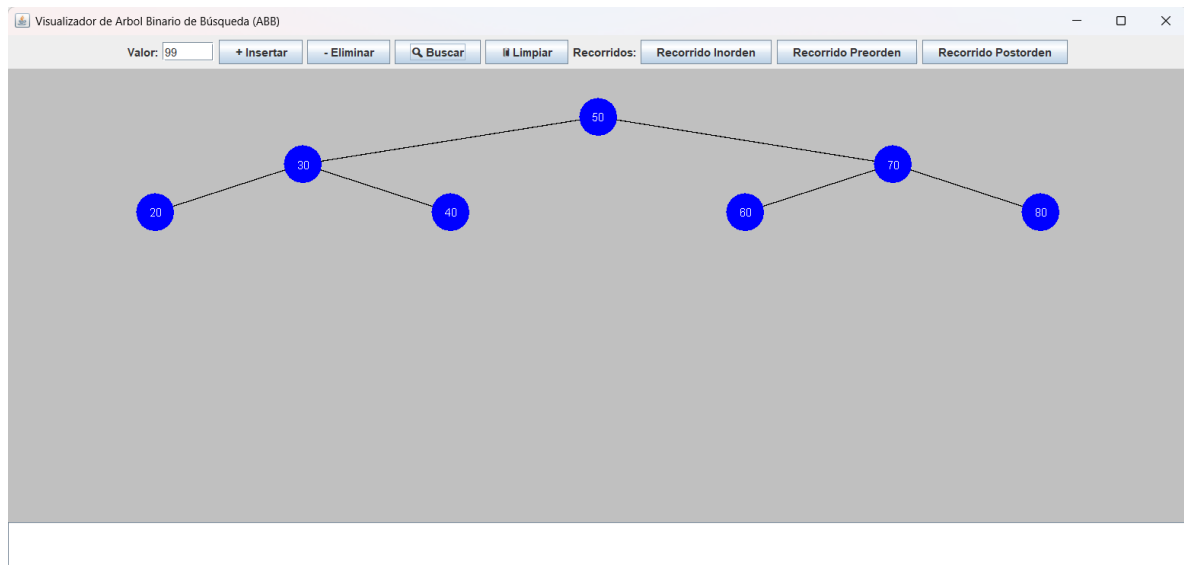 Visualizador de Arbol Binario de Búsqueda (ABB)
Valor: 99 + Insertar - Eliminar Buscar Limpiar Recorridos: Recorrido Inorden Recorrido Preorden Recorrido Postorden
50
30 70
20 40 60 80